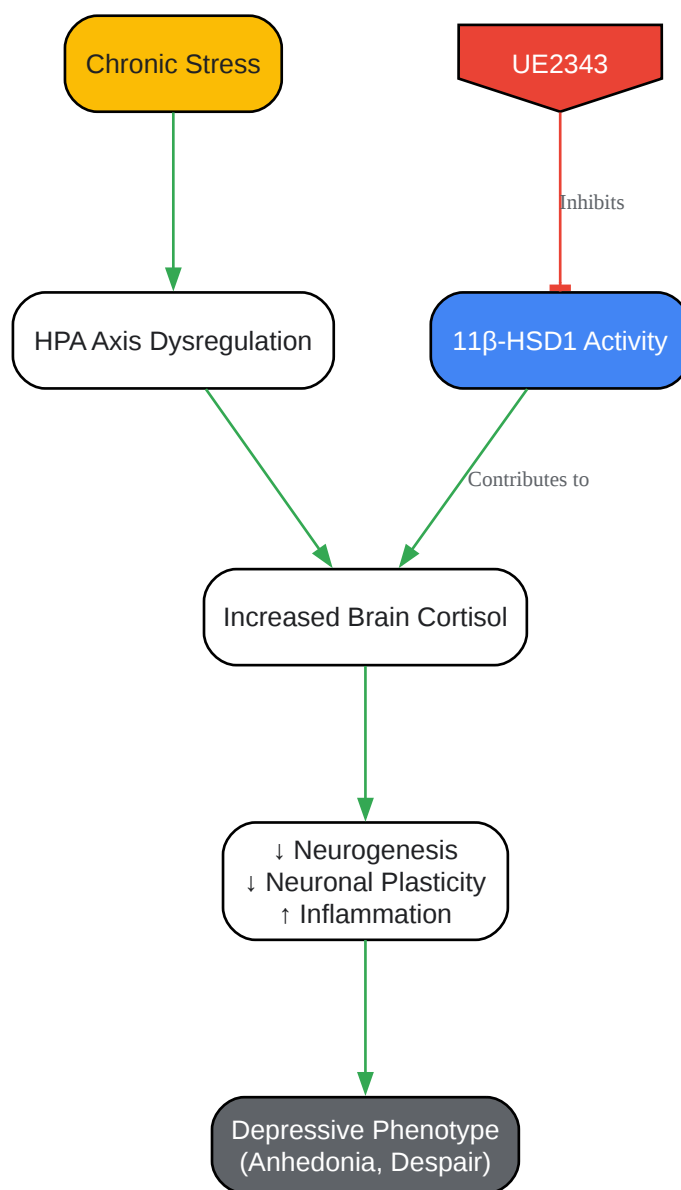 Chronic Stress
UE2343
Inhibits
HPA Axis Dysregulation
11β-HSD1 Activity
Contributes to
Increased Brain Cortisol
↓ Neurogenesis
↓ Neuronal Plasticity
↑ Inflammation
Depressive Phenotype
(Anhedonia, Despair)